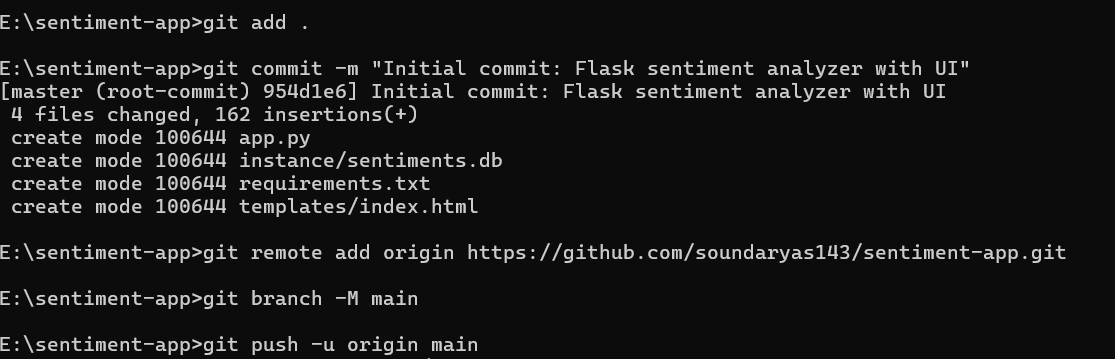 E:\sentiment-app>git add .
E:\sentiment-app>git commit -m "Initial commit: Flask sentiment analyzer with UI"
[master (root-commit) 954d1e6] Initial commit: Flask sentiment analyzer with UI
 4 files changed, 162 insertions(+)
 create mode 100644 app.py
 create mode 100644 instance/sentiments.db
 create mode 100644 requirements.txt
 create mode 100644 templates/index.html
E:\sentiment-app>git remote add origin https://github.com/soundaryas143/sentiment-app.git
E:\sentiment-app>git branch -M main
E:\sentiment-app>git push -u origin main